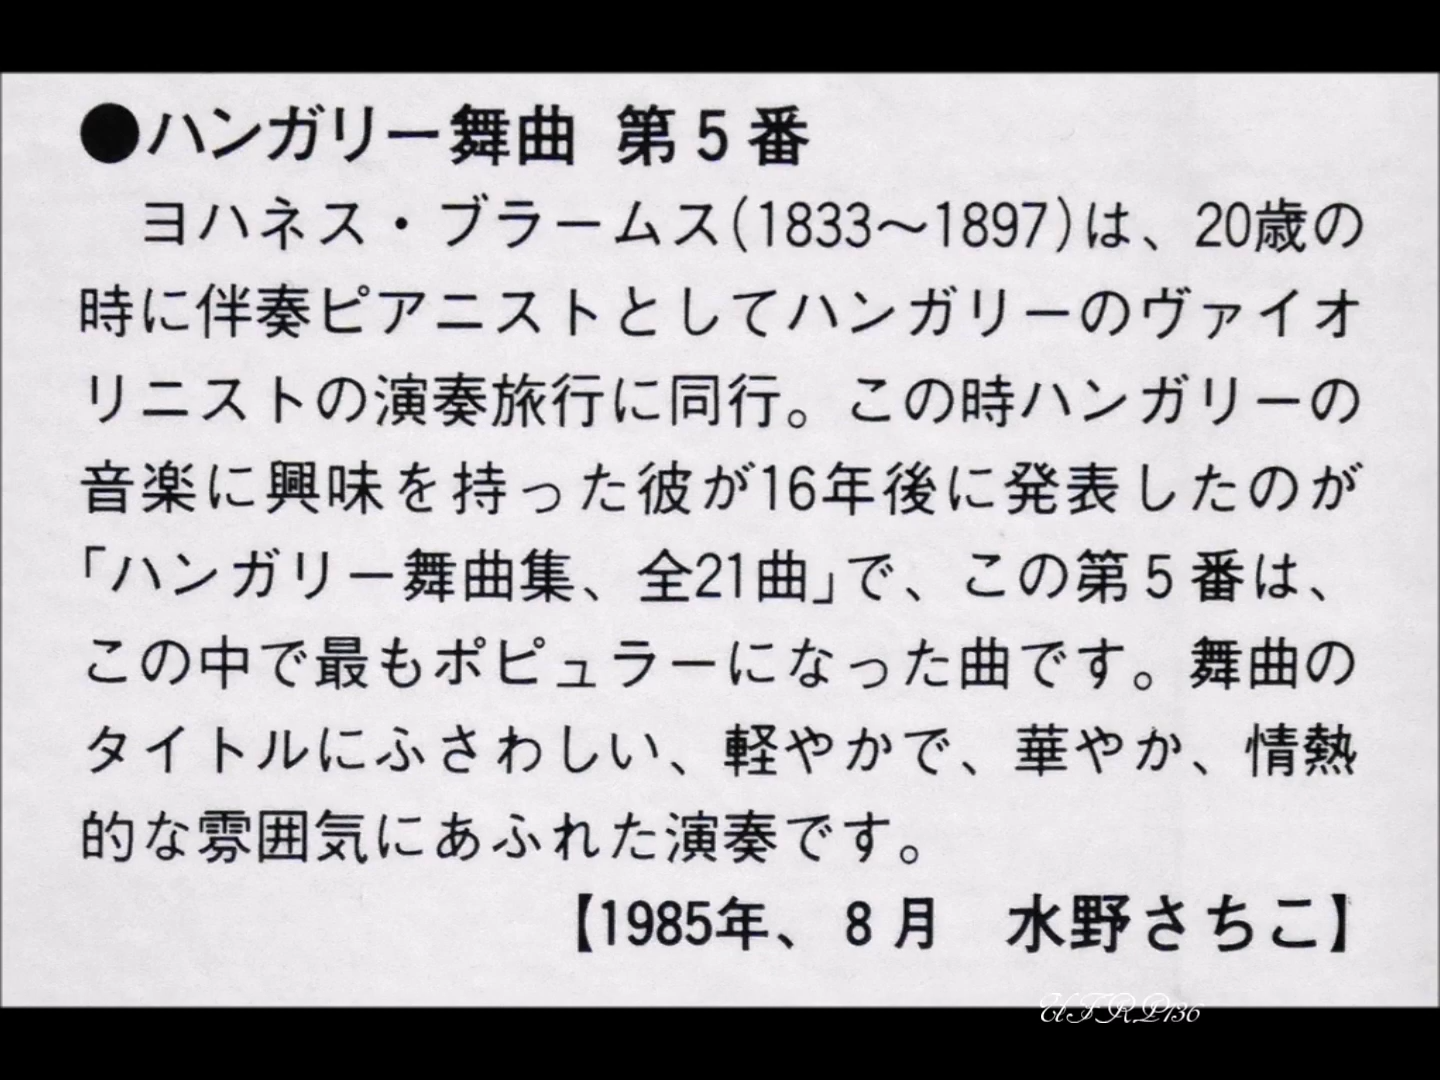 ●ハンガリー舞曲 第5番
ヨハネス・ブラームス(1833〜1897)は、20歳の
時に伴奏ピアニストとしてハンガリーのヴァイオ
リニストの演奏旅行に同行。この時ハンガリーの
音楽に興味を持った彼が16年後に発表したのが
「ハンガリー舞曲集、全21曲」で、この第5番は、
この中で最もポピュラーになった曲です。舞曲の
タイトルにふさわしい、軽やかで、華やか、情熱
的な雰囲気にあふれた演奏です。
【1985年、8月　水野さちこ】